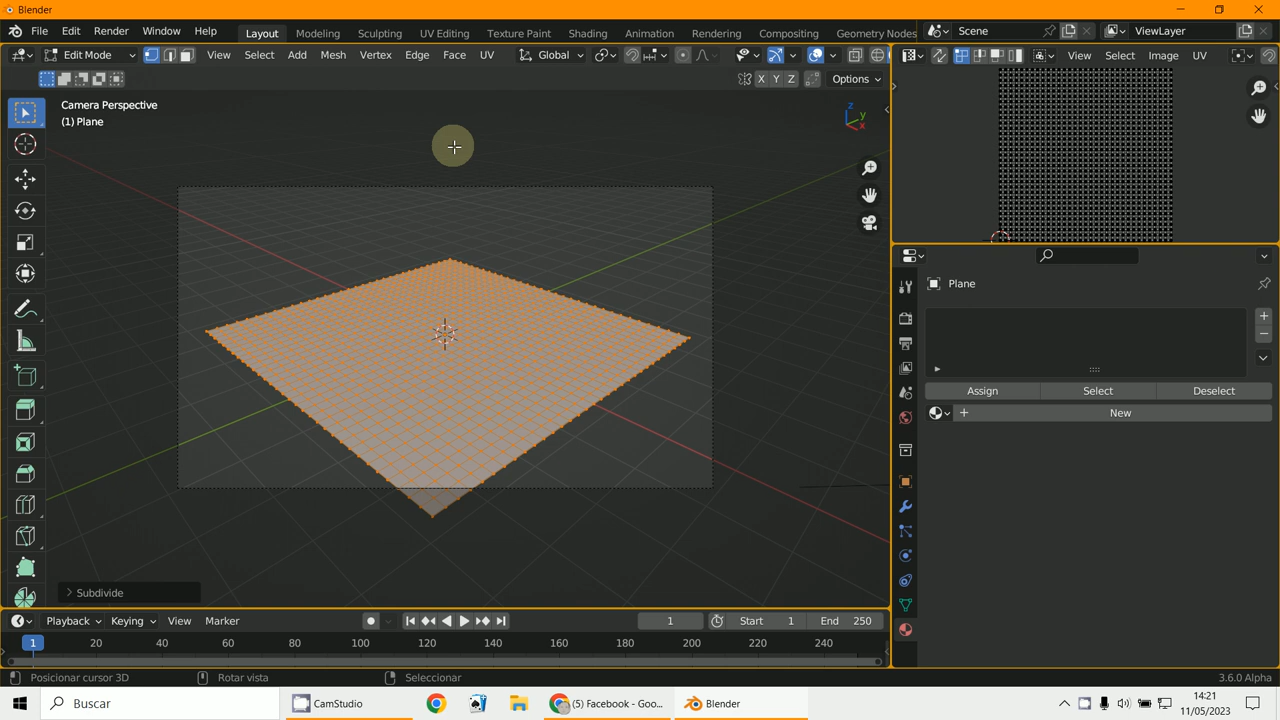 Blender
File Edit Render Window Help Layout Modeling Sculpting UV Editing Texture Paint Shading Animation Rendering Compositing Geometry Nodes Scene ViewLayer
Edit Mode View Select Add Mesh Vertex Edge Face UV Global View Select Image UV
X Y Z Options
Camera Perspective
(1) Plane
z
y
x
Plane
Assign Select Deselect
New
> Subdivide
Playback Keying View Marker 1 Start 1 End 250
1 20 40 60 80 100 120 140 160 180 200 220 240
Posicionar cursor 3D Rotar vista Seleccionar 3.6.0 Alpha
Buscar CamStudio (5) Facebook - Goo... Blender
14:21
11/05/2023